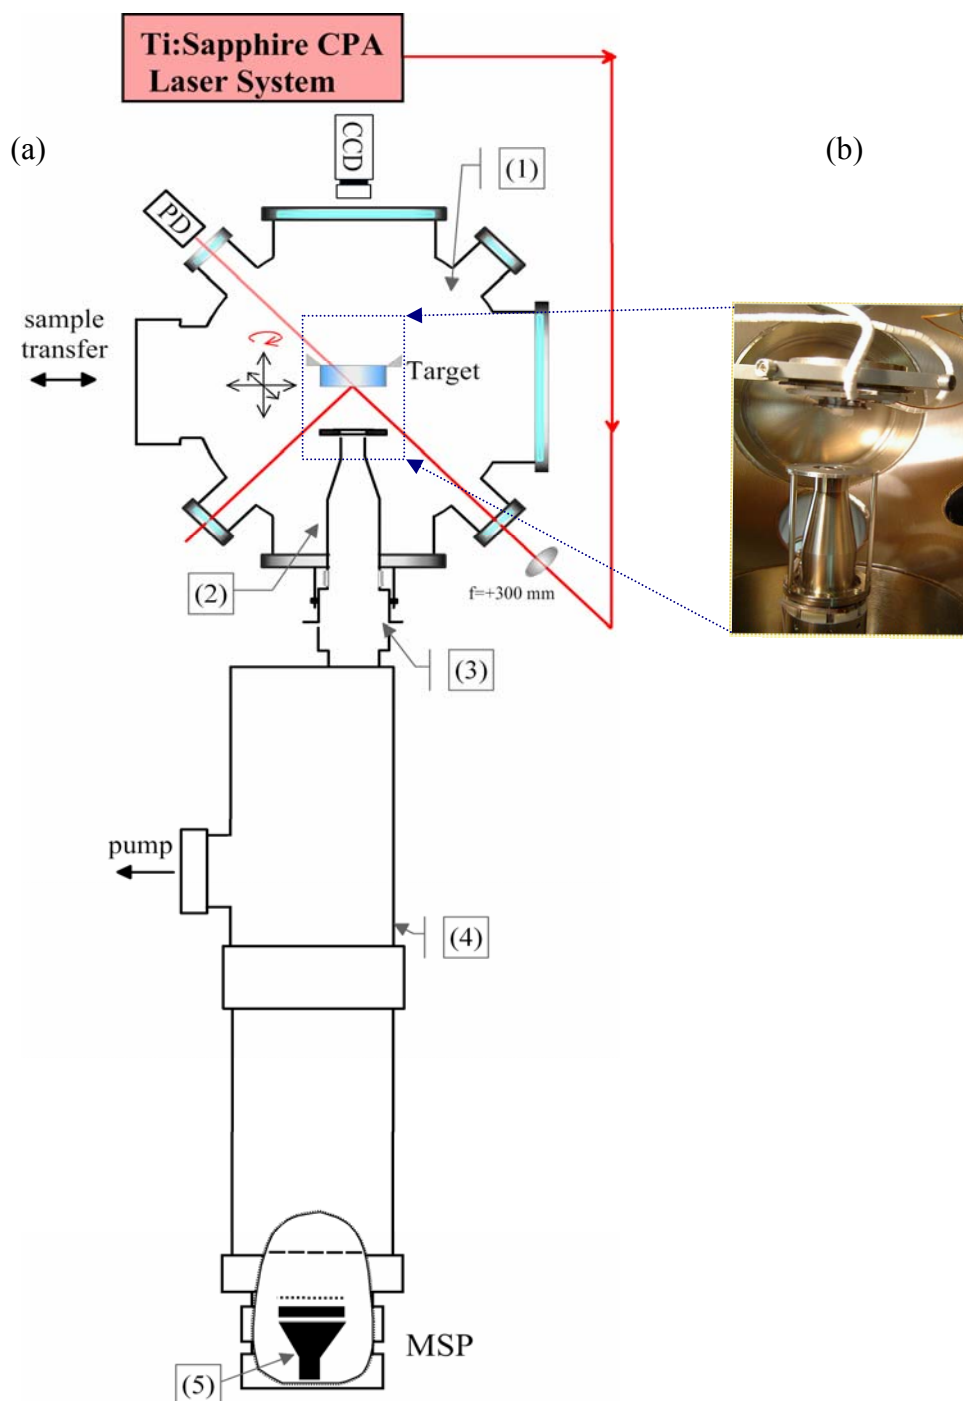 Ti:Sapphire CPA
Laser System
(a)
(b)
CCD
(1)
PD
sample
transfer
Target
(2)
f=+300 mm
(3)
pump
(4)
MSP
(5)